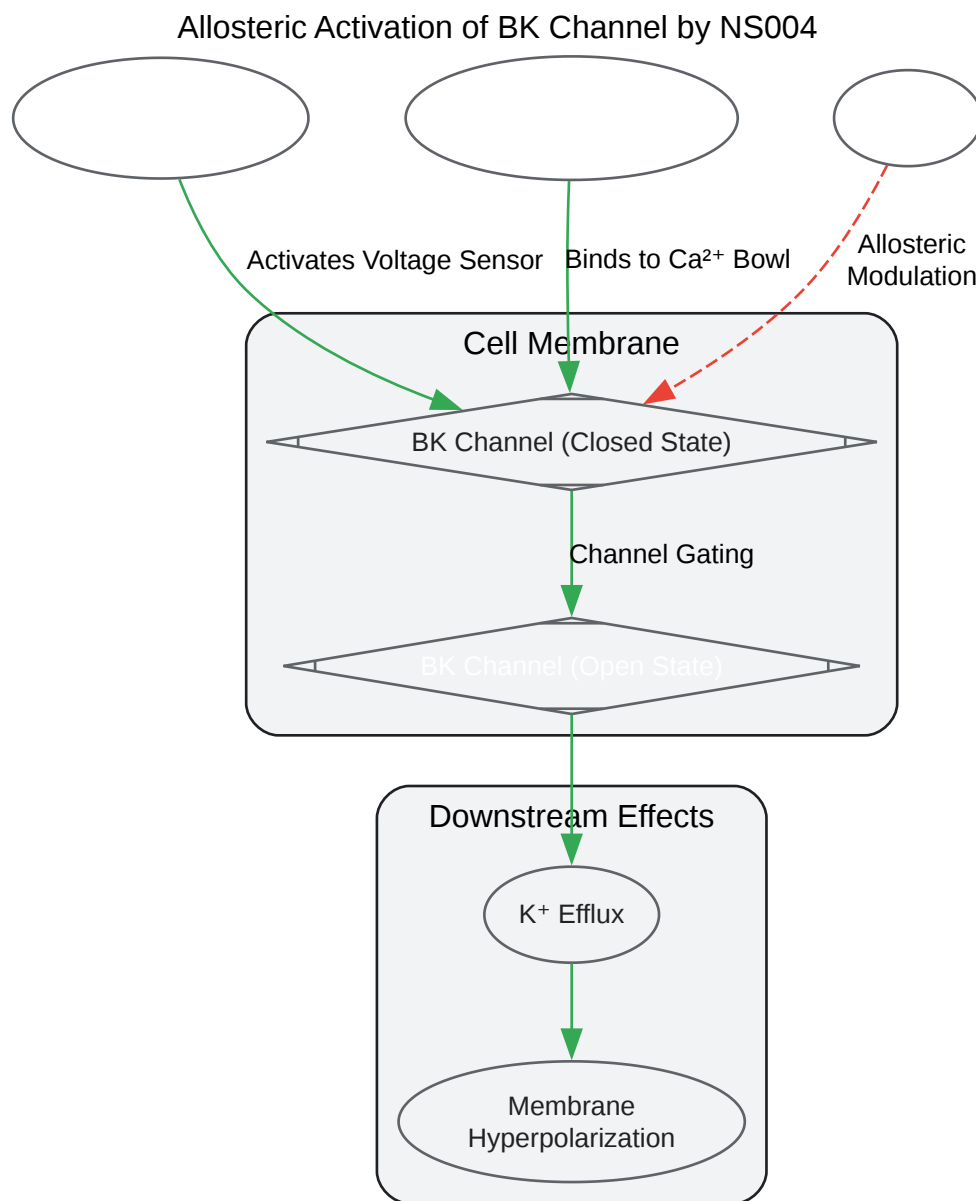 Allosteric Activation of BK Channel by NS004
Activates Voltage Sensor
Binds to Ca²⁺ Bowl
Allosteric
Modulation
Cell Membrane
BK Channel (Closed State)
Channel Gating
BK Channel (Open State)
Downstream Effects
K⁺ Efflux
Membrane
Hyperpolarization